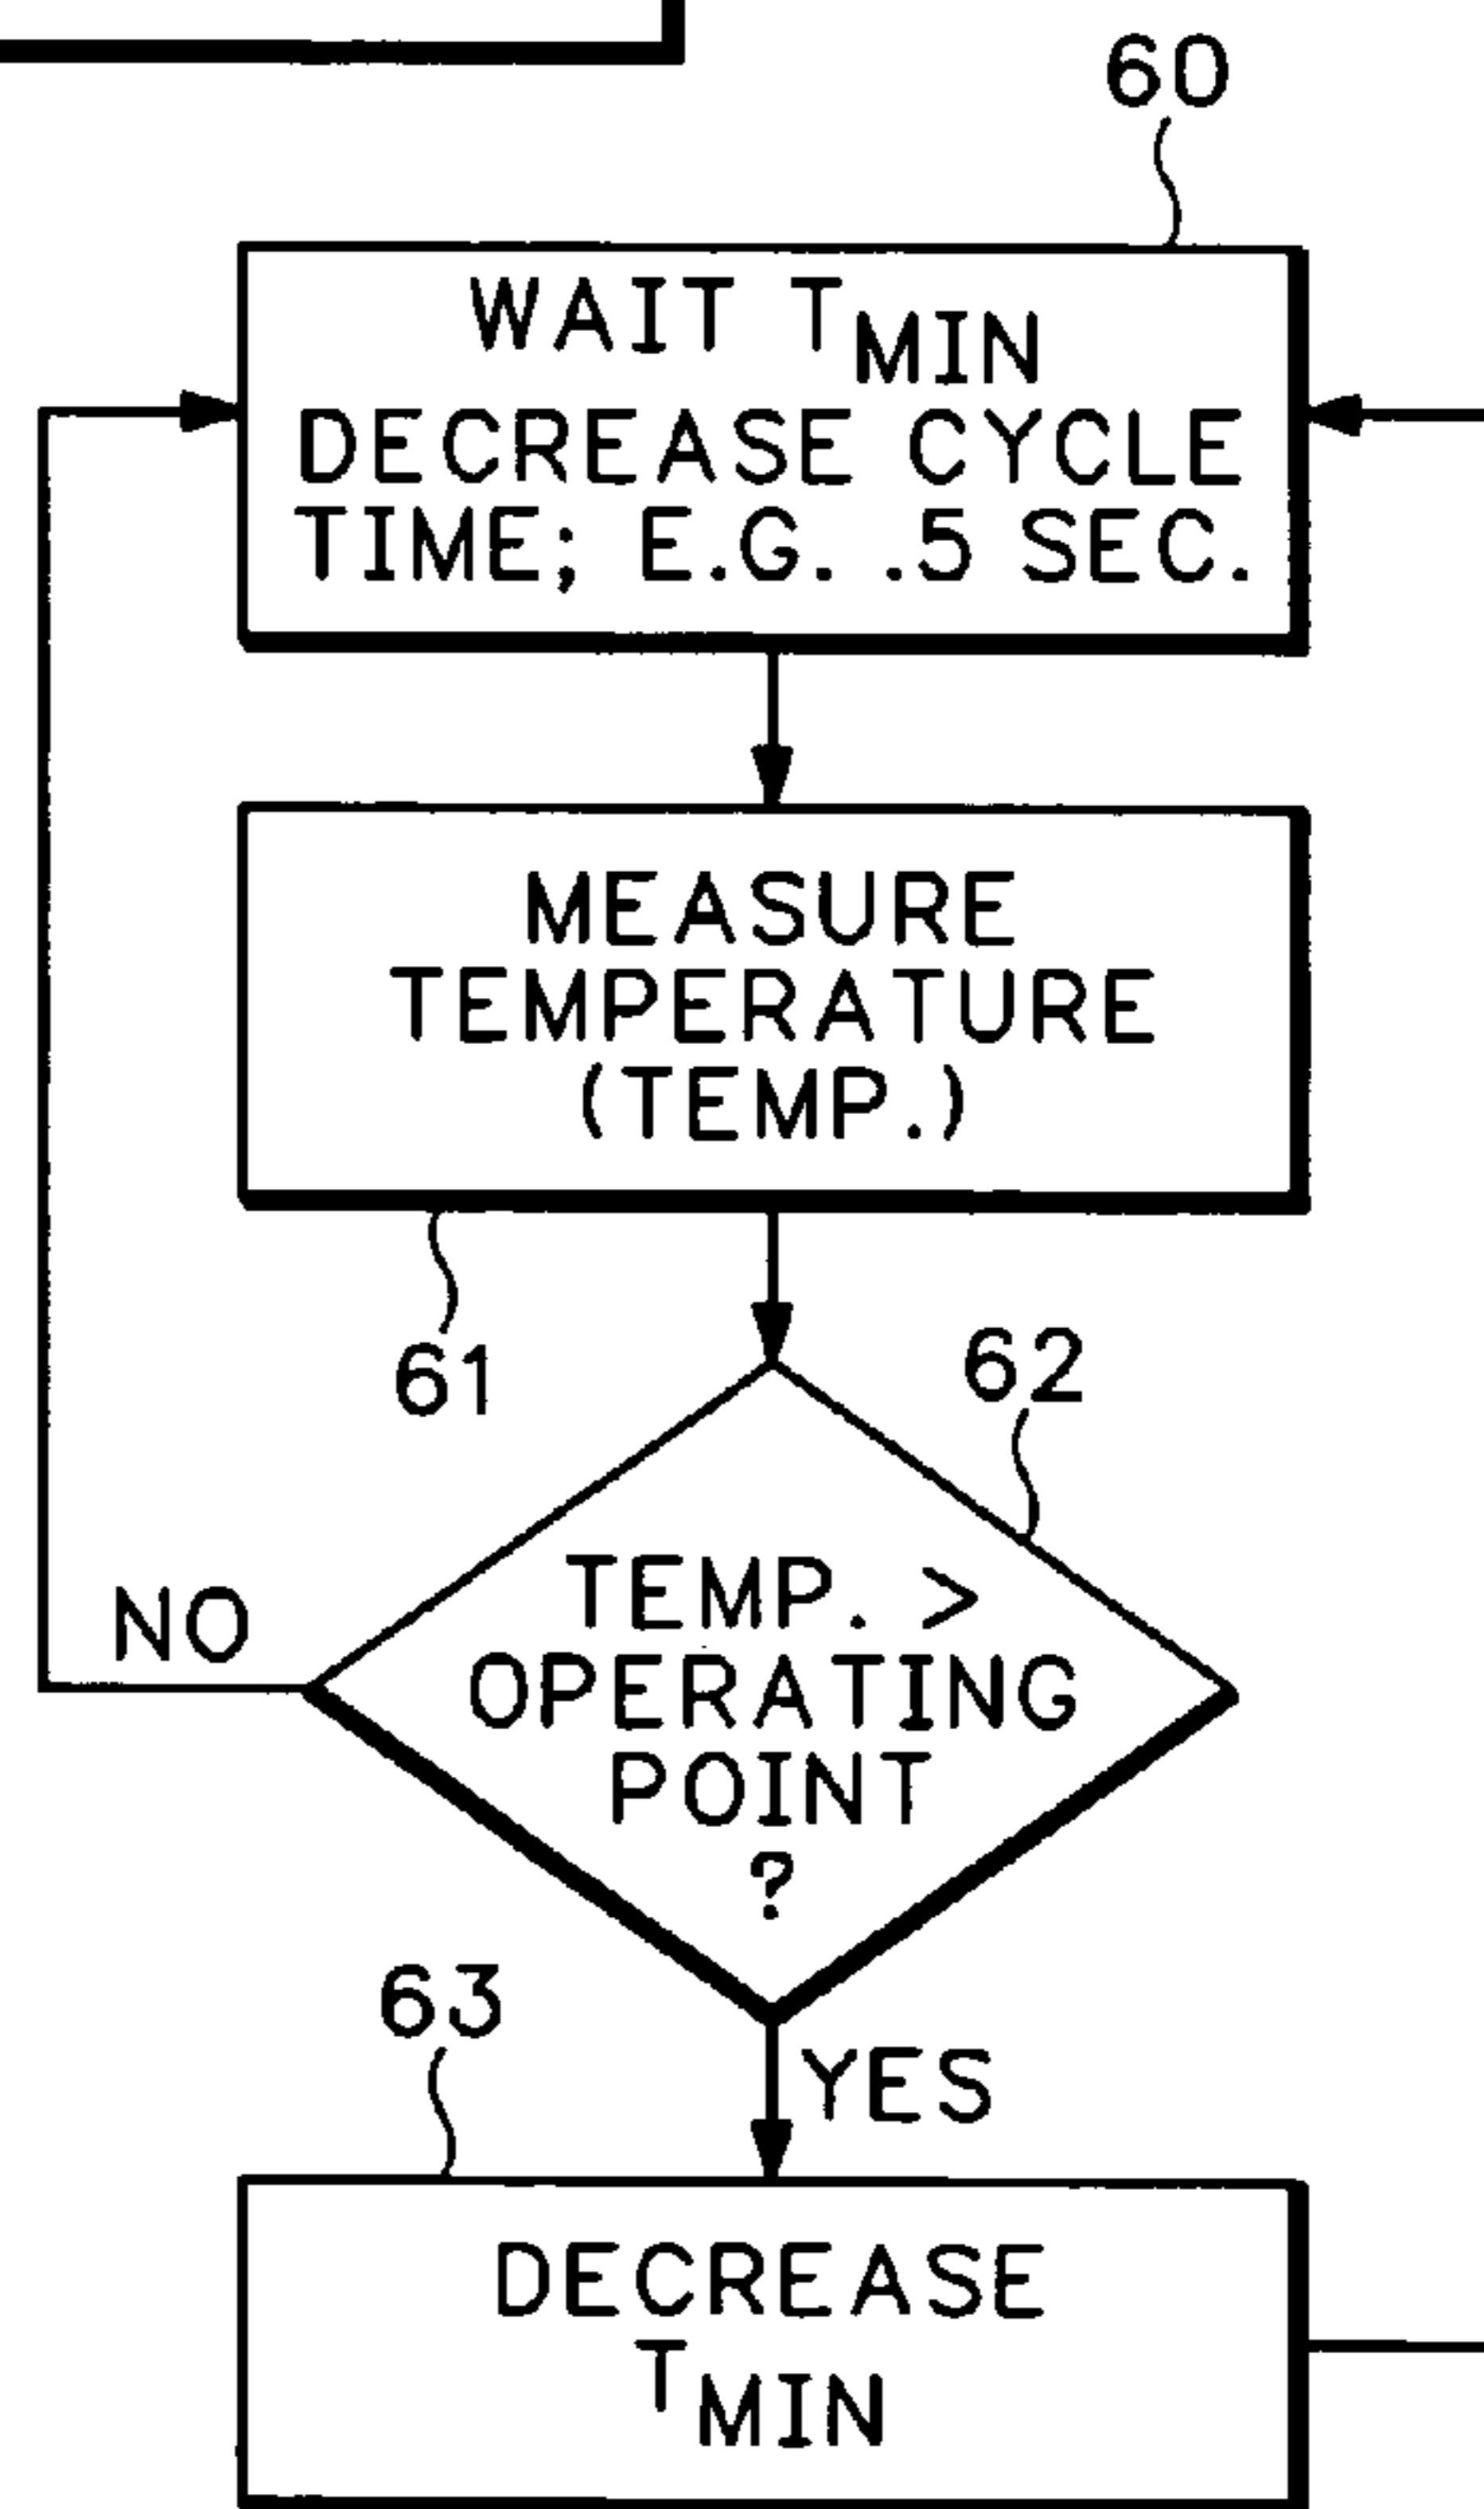 60
WAIT TMIN
DECREASE CYCLE
TIME; E.G. .5 SEC.
MEASURE
TEMPERATURE
(TEMP.)
61
62
TEMP. >
OPERATING
POINT
?
NO
63
YES
DECREASE
TMIN